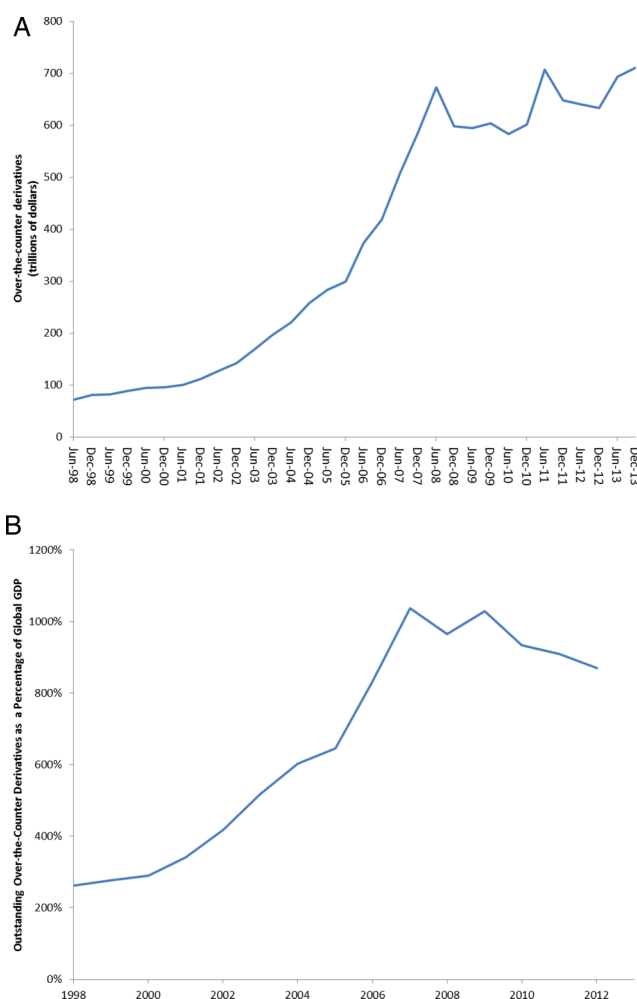 A
800
700
600
500
400
300
200
100
0
Over-the-counter derivatives
(trillions of dollars)
Jun-98
Dec-98
Jun-99
Dec-99
Jun-00
Dec-00
Jun-01
Dec-01
Jun-02
Dec-02
Jun-03
Dec-03
Jun-04
Dec-04
Jun-05
Dec-05
Jun-06
Dec-06
Jun-07
Dec-07
Jun-08
Dec-08
Jun-09
Dec-09
Jun-10
Dec-10
Jun-11
Dec-11
Jun-12
Dec-12
Jun-13
Dec-13
B
1200%
1000%
800%
600%
400%
200%
0%
Outstanding Over-the-Counter Derivatives as a Percentage of Global GDP
1998
2000
2002
2004
2006
2008
2010
2012